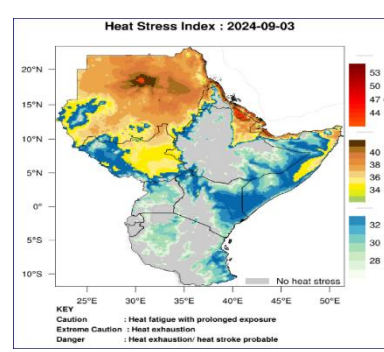 Heat Stress Index : 2024-09-03
20°N
15°N
10°N
5°N
0°
5°S
10°S
25°E 30°E 35°E 40°E 45°E 50°E
53
50
47
44
40
38
36
34
32
30
28
No heat stress
KEY
Caution : Heat fatigue with prolonged exposure
Extreme Caution : Heat exhaustion
Danger : Heat exhaustion/ heat stroke probable